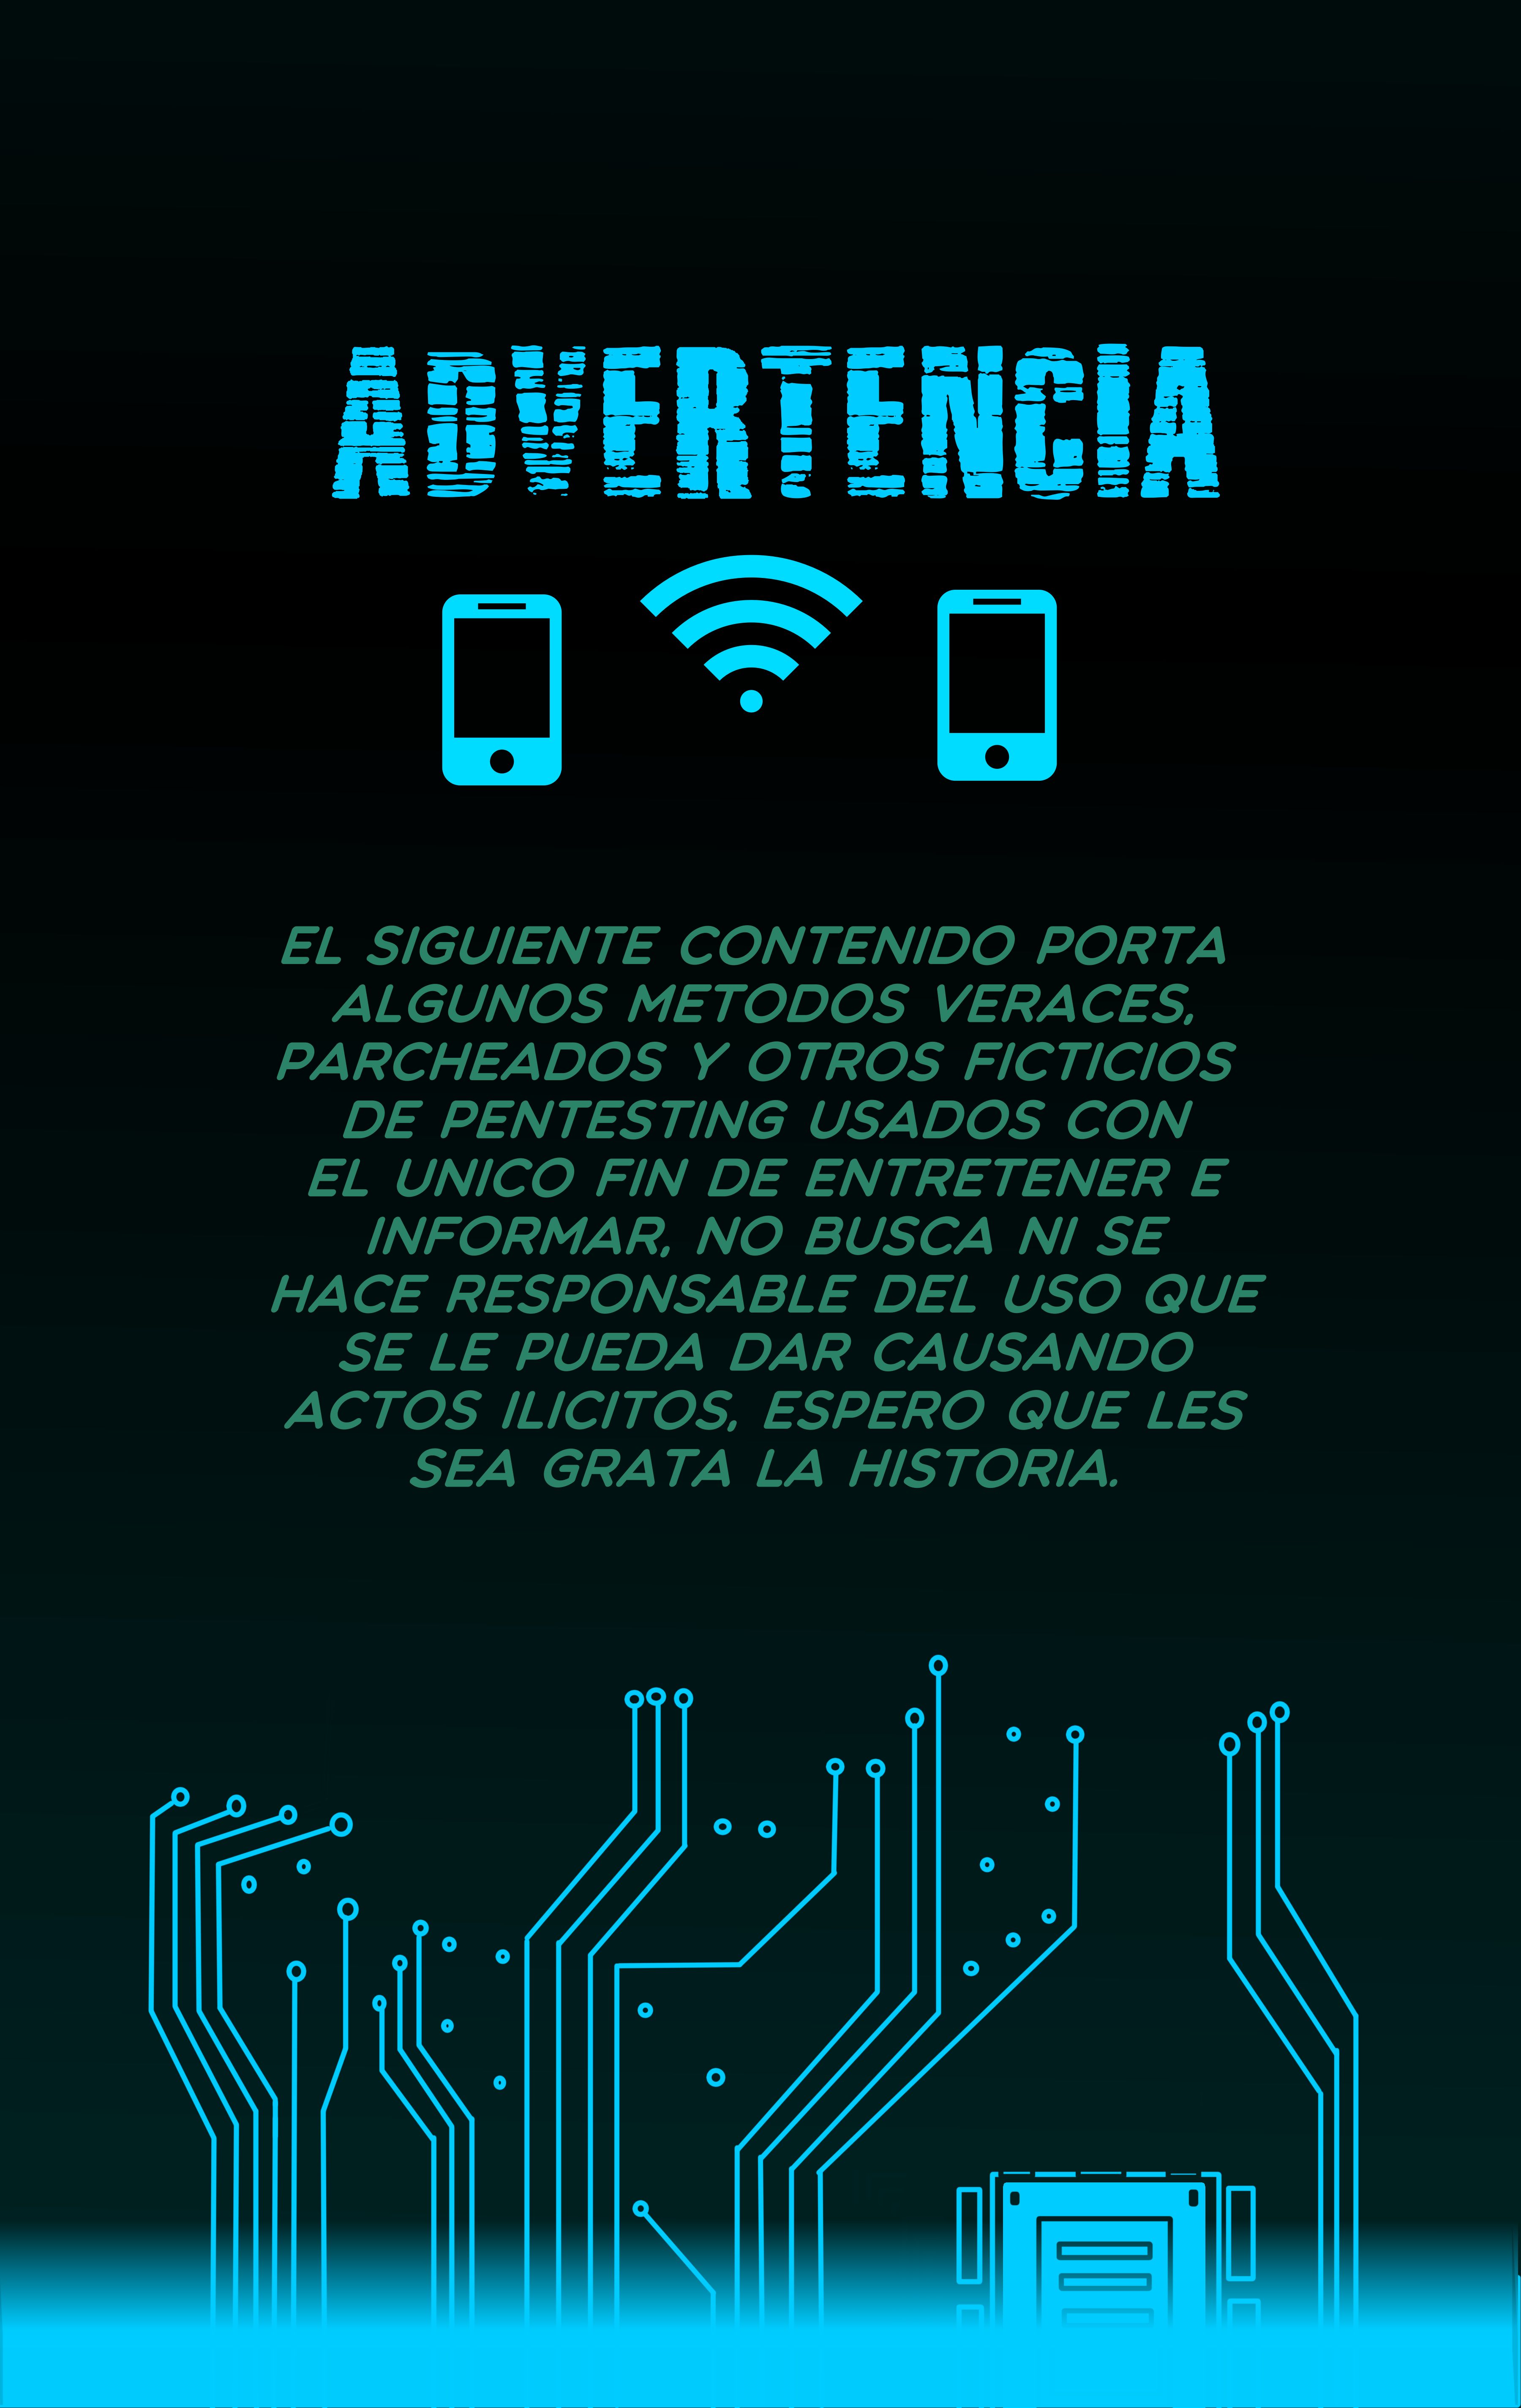 ADVERTENCIA
EL SIGUIENTE CONTENIDO PORTA
ALGUNOS METODOS VERACES,
PARCHEADOS Y OTROS FICTICIOS
DE PENTESTING USADOS CON
EL UNICO FIN DE ENTRETENER E
INFORMAR, NO BUSCA NI SE
HACE RESPONSABLE DEL USO QUE
SE LE PUEDA DAR CAUSANDO
ACTOS ILICITOS, ESPERO QUE LES
SEA GRATA LA HISTORIA.